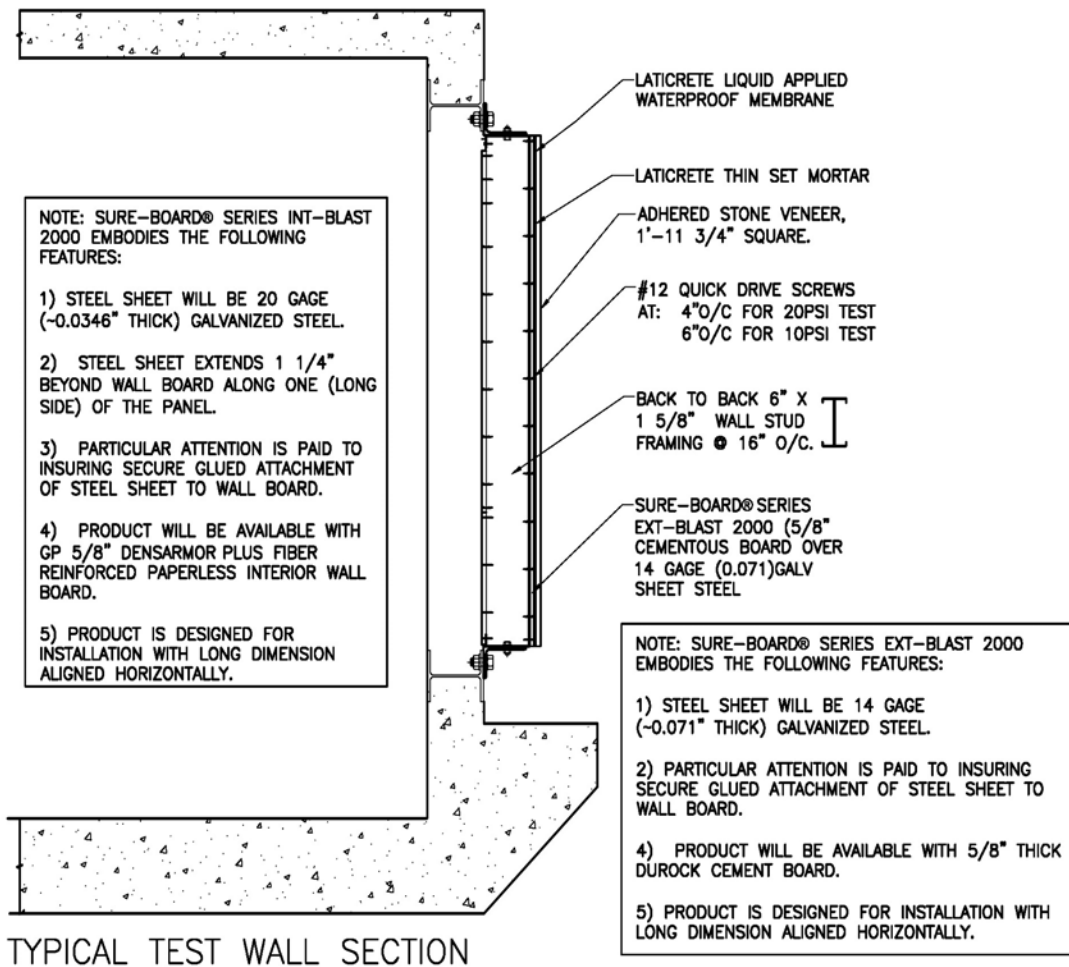 LATICRETE LIQUID APPLIED
WATERPROOF MEMBRANE
LATICRETE THIN SET MORTAR
ADHERED STONE VENEER,
1'-11 3/4" SQUARE.
#12 QUICK DRIVE SCREWS
AT: 4"O/C FOR 20PSI TEST
6"O/C FOR 10PSI TEST
BACK TO BACK 6" X
1 5/8" WALL STUD
FRAMING @ 16" O/C.
SURE-BOARD® SERIES
EXT-BLAST 2000 (5/8"
CEMENTOUS BOARD OVER
14 GAGE (0.071)GALV
SHEET STEEL
NOTE: SURE-BOARD® SERIES INT-BLAST
2000 EMBODIES THE FOLLOWING
FEATURES:
1) STEEL SHEET WILL BE 20 GAGE
(~0.0346" THICK) GALVANIZED STEEL.
2) STEEL SHEET EXTENDS 1 1/4"
BEYOND WALL BOARD ALONG ONE (LONG
SIDE) OF THE PANEL.
3) PARTICULAR ATTENTION IS PAID TO
INSURING SECURE GLUED ATTACHMENT
OF STEEL SHEET TO WALL BOARD.
4) PRODUCT WILL BE AVAILABLE WITH
GP 5/8" DENSARMOR PLUS FIBER
REINFORCED PAPERLESS INTERIOR WALL
BOARD.
5) PRODUCT IS DESIGNED FOR
INSTALLATION WITH LONG DIMENSION
ALIGNED HORIZONTALLY.
NOTE: SURE-BOARD® SERIES EXT-BLAST 2000
EMBODIES THE FOLLOWING FEATURES:
1) STEEL SHEET WILL BE 14 GAGE
(~0.071" THICK) GALVANIZED STEEL.
2) PARTICULAR ATTENTION IS PAID TO INSURING
SECURE GLUED ATTACHMENT OF STEEL SHEET TO
WALL BOARD.
4) PRODUCT WILL BE AVAILABLE WITH 5/8" THICK
DUROCK CEMENT BOARD.
5) PRODUCT IS DESIGNED FOR INSTALLATION WITH
LONG DIMENSION ALIGNED HORIZONTALLY.
TYPICAL TEST WALL SECTION